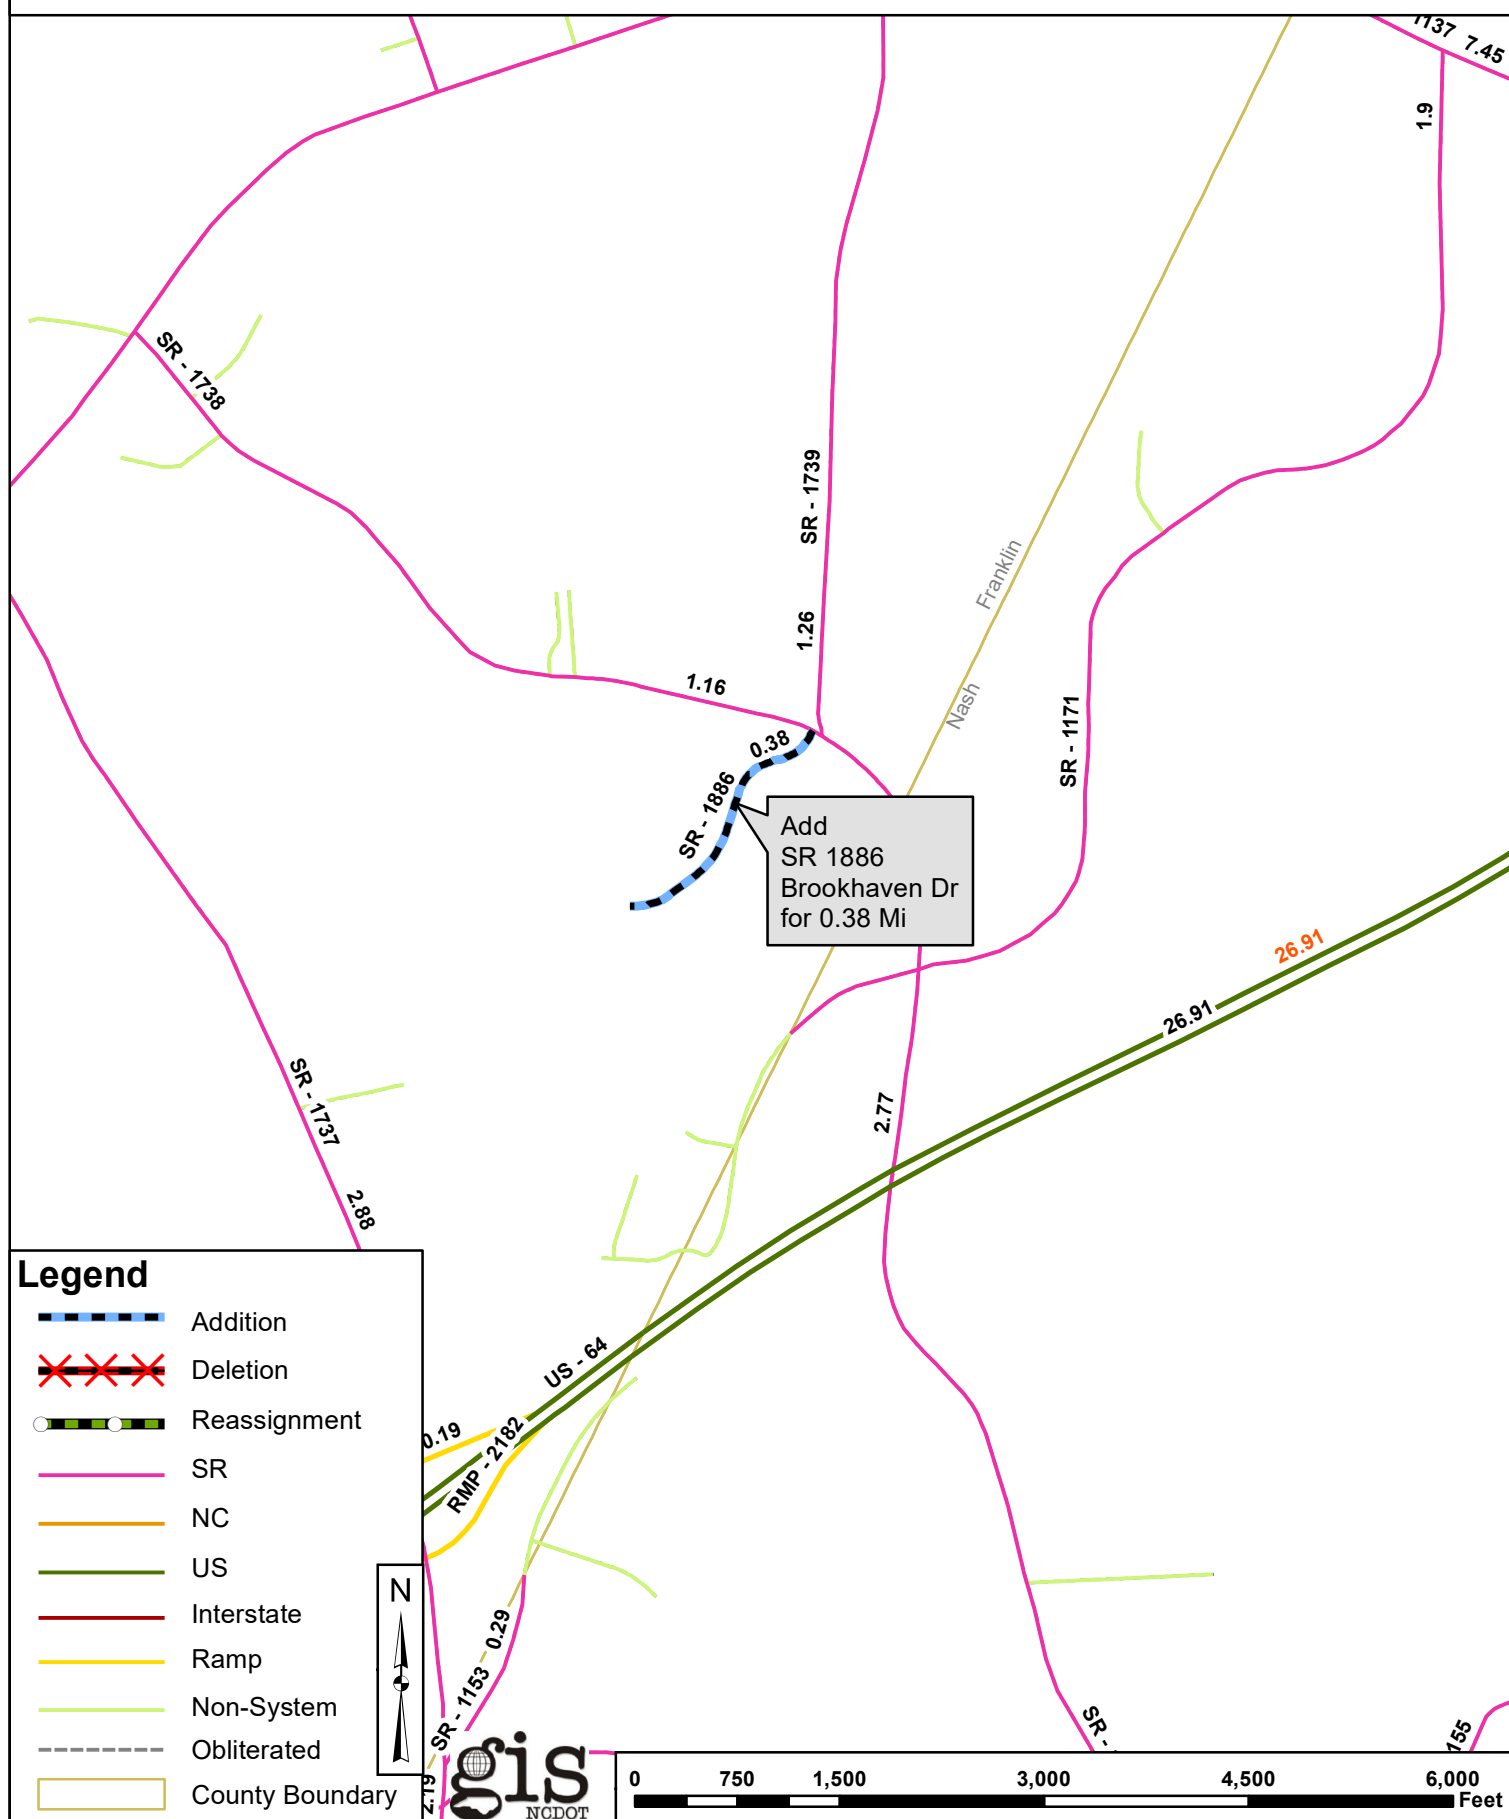 1137 7.45
1.9
SR - 1738
SR - 1739
Franklin
1.26
1.16
Nash
SR - 1171
0.38
SR - 1886
Add
SR 1886
Brookhaven Dr
for 0.38 Mi
26.91
26.91
SR - 1737
2.77
2.88
Legend
Addition
Deletion
Reassignment
SR
NC
US
Interstate
Ramp
Non-System
Obliterated
County Boundary
US - 64
0.19
RMP - 2182
N
0.29
SR - 1153
2.19
SR -
155
gis
NCDOT
0 750 1,500 3,000 4,500 6,000
Feet